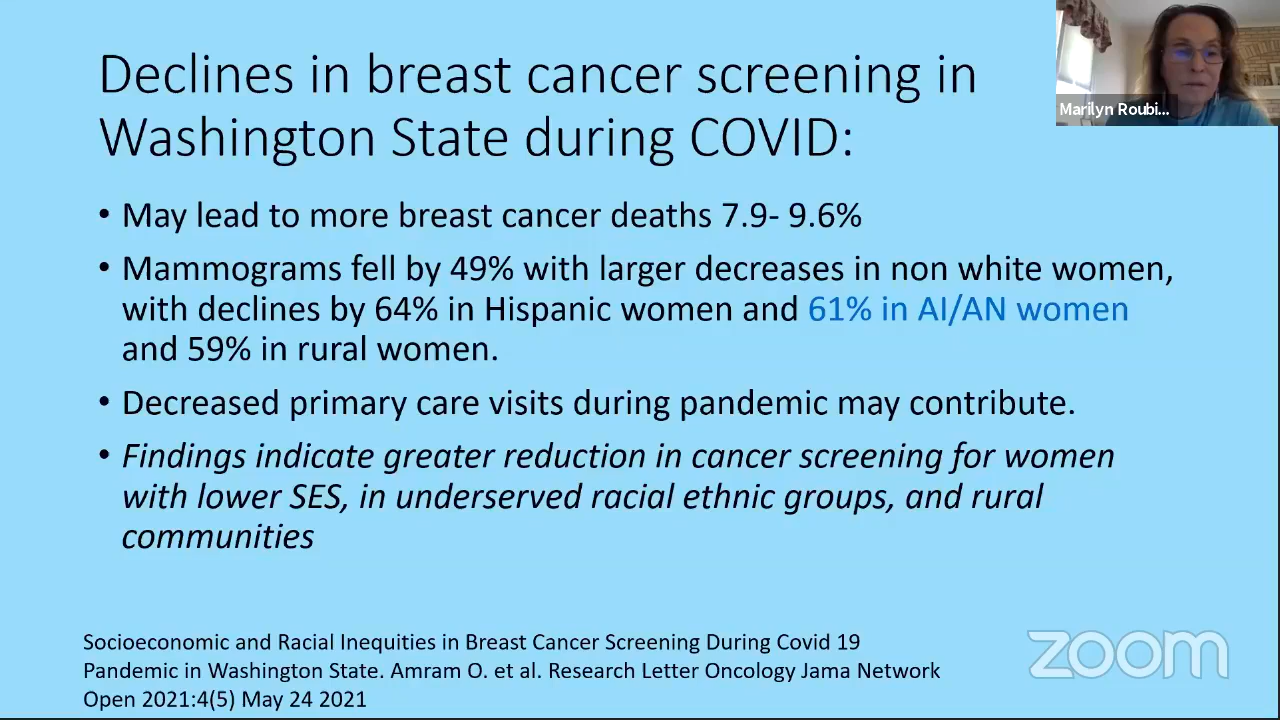 Declines in breast cancer screening in
Washington State during COVID:
Marilyn Roubi...
• May lead to more breast cancer deaths 7.9- 9.6%
• Mammograms fell by 49% with larger decreases in non white women,
with declines by 64% in Hispanic women and 61% in AI/AN women
and 59% in rural women.
• Decreased primary care visits during pandemic may contribute.
• Findings indicate greater reduction in cancer screening for women
with lower SES, in underserved racial ethnic groups, and rural
communities
Socioeconomic and Racial Inequities in Breast Cancer Screening During Covid 19
Pandemic in Washington State. Amram O. et al. Research Letter Oncology Jama Network
Open 2021:4(5) May 24 2021
zoom